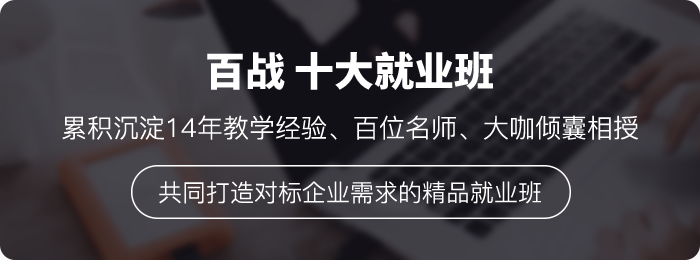 百战 十大就业班
累积沉淀14年教学经验、百位名师、大咖倾囊相授
共同打造对标企业需求的精品就业班